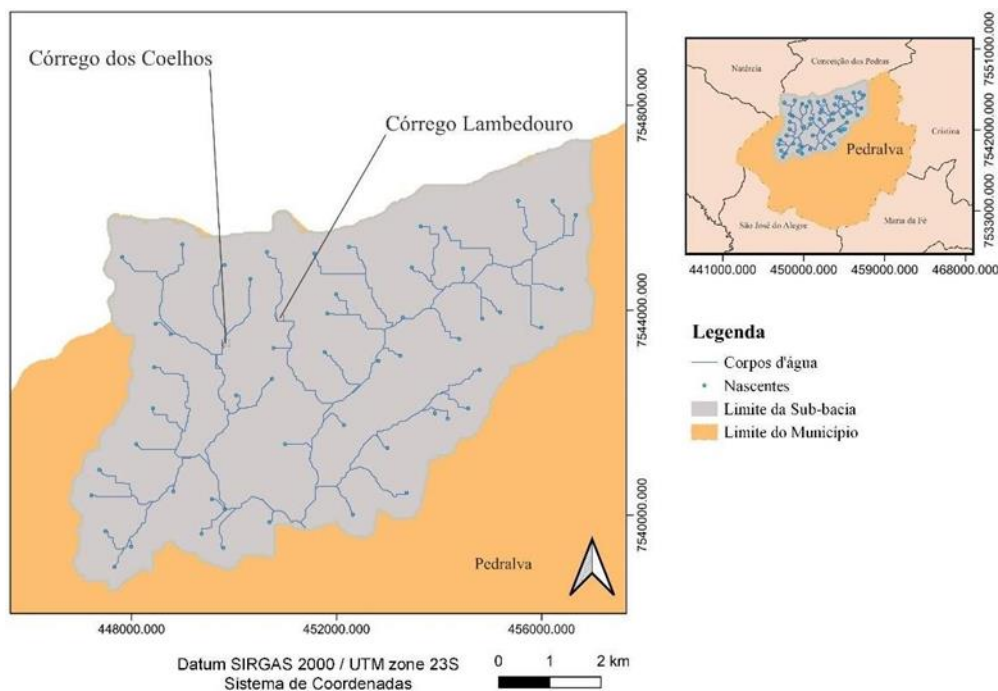 Córrego dos Coelhos
Córrego Lambedouro
Pedralva
448000.000
452000.000
456000.000
7548000.000
7544000.000
7540000.000
Datum SIRGAS 2000 / UTM zone 23S
Sistema de Coordenadas
0 1 2 km
Natércia
Conceição das Pedras
Cristina
Pedralva
São José do Alegre
Maria da Fé
441000.000
450000.000
459000.000
468000.000
7551000.000
7542000.000
7533000.000
Legenda
Corpos d'água
Nascentes
Limite da Sub-bacia
Limite do Município